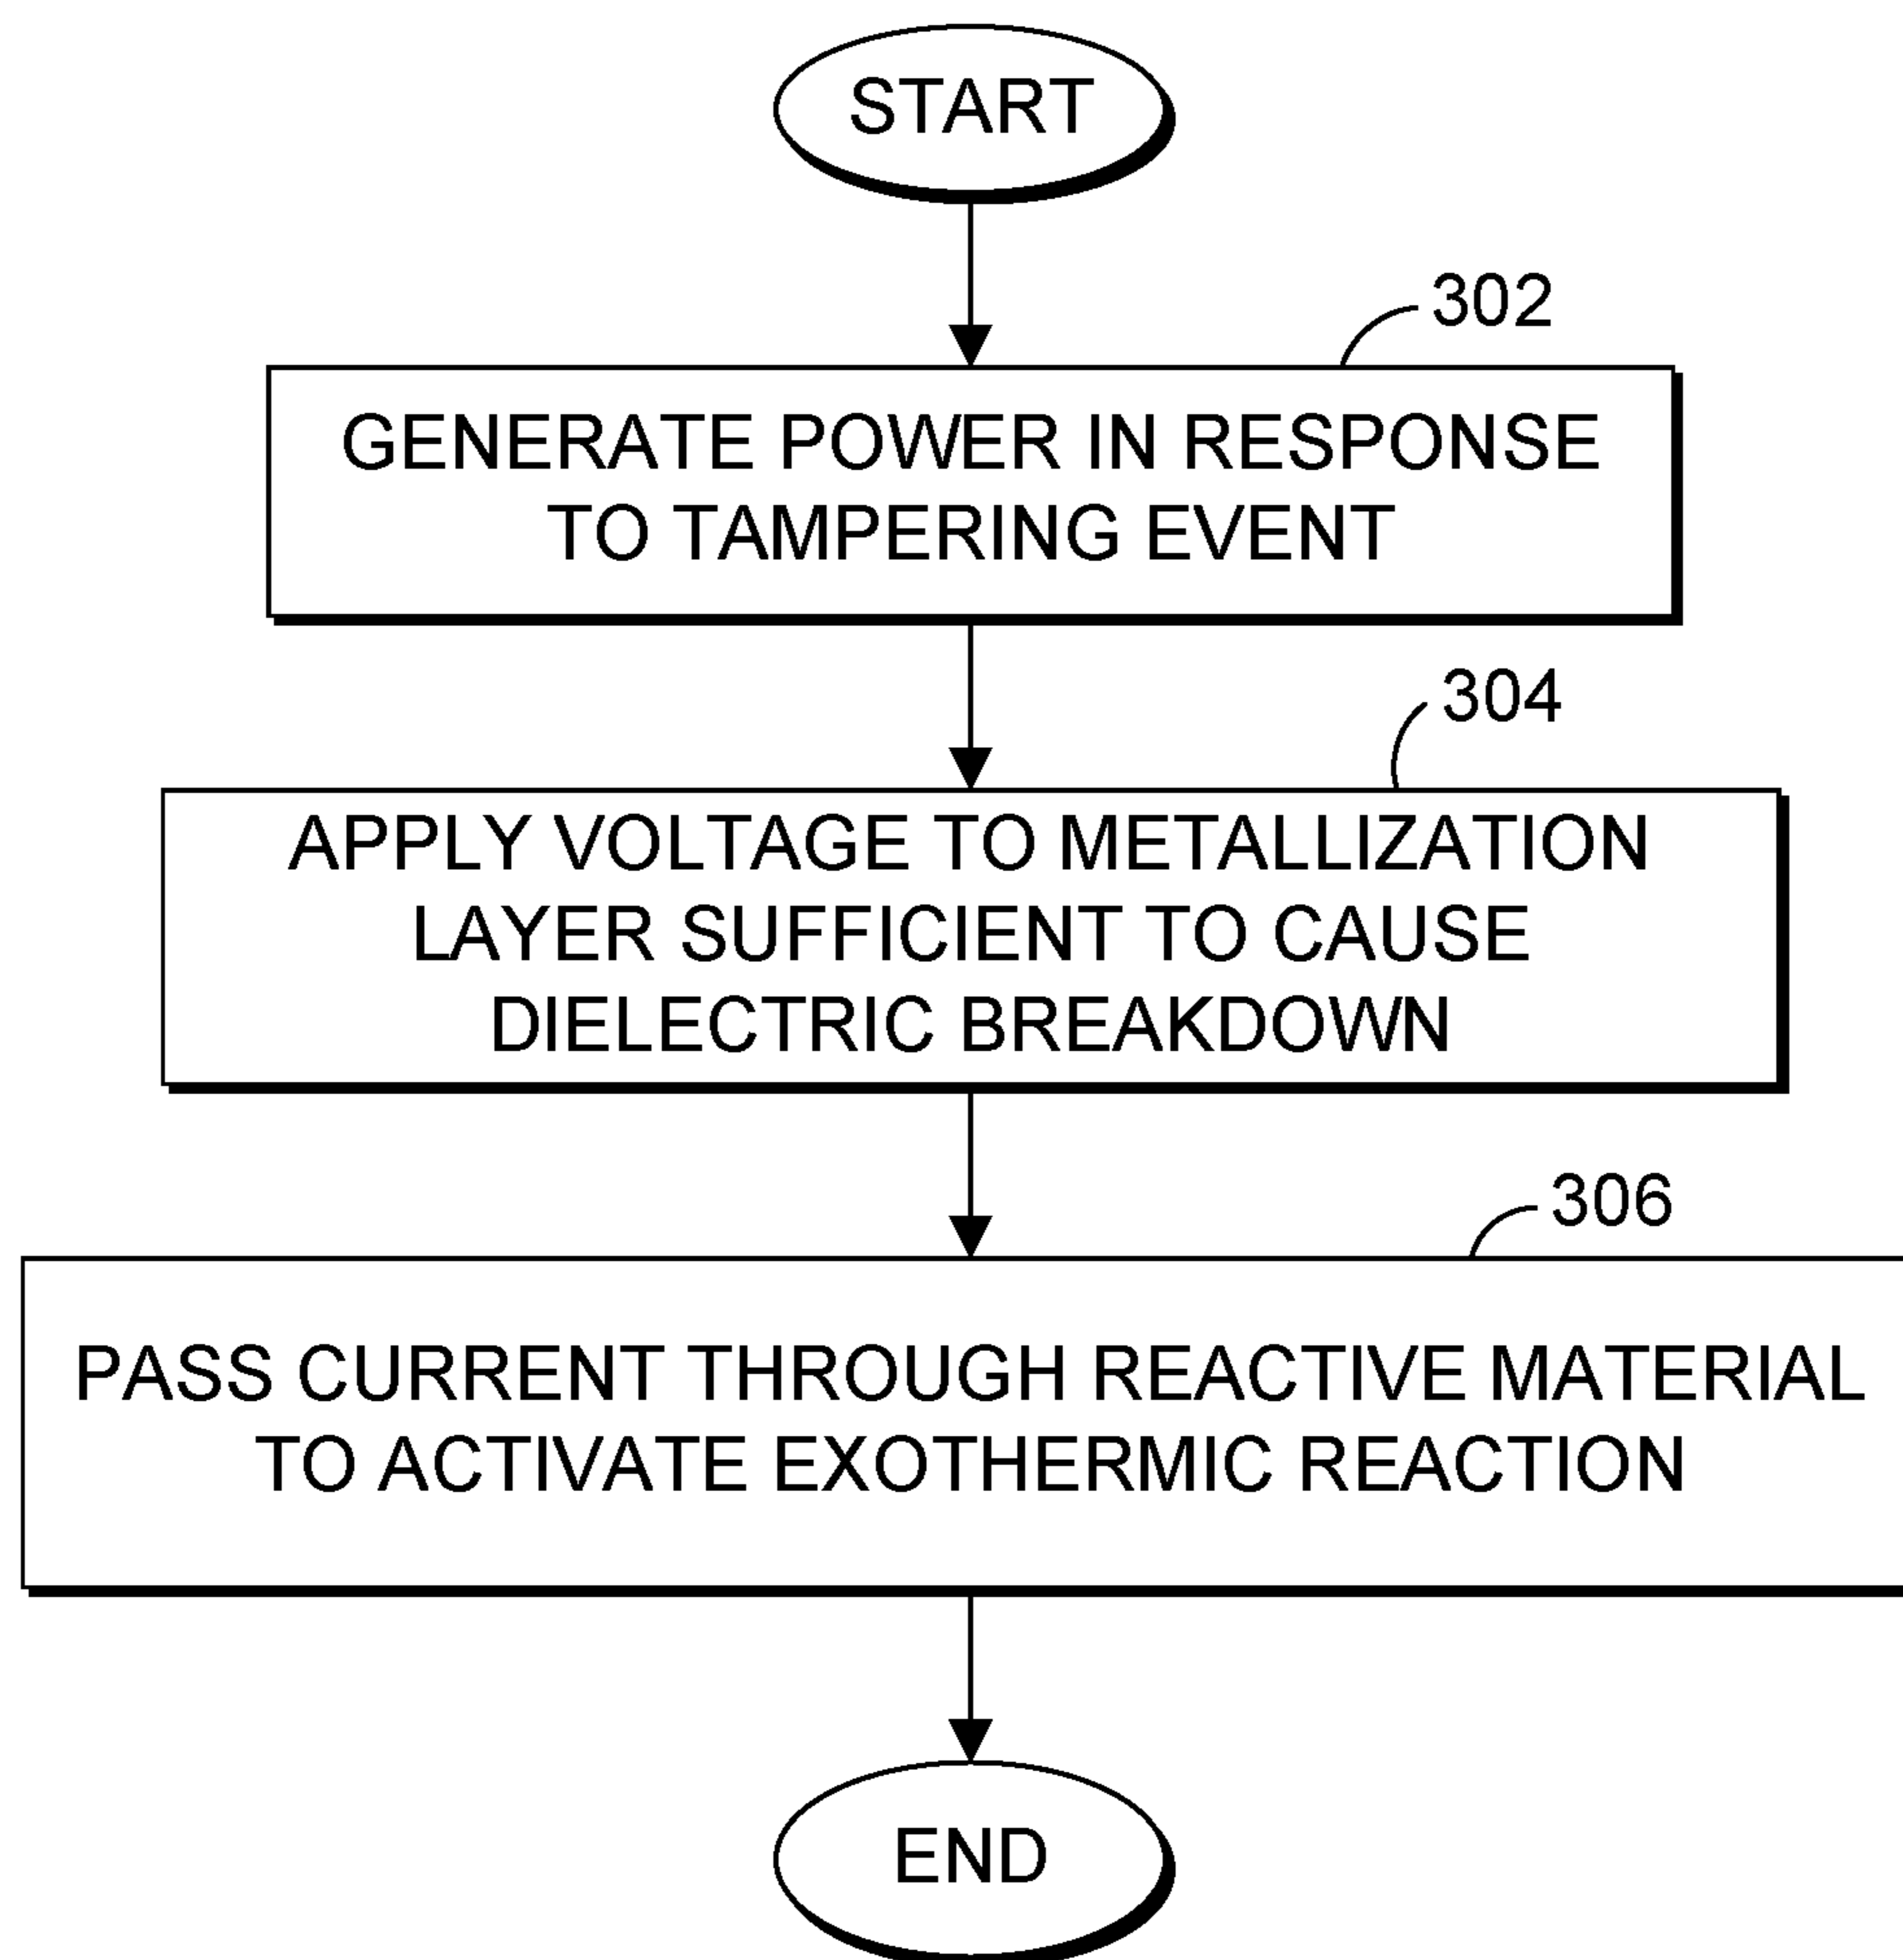 START
302
GENERATE POWER IN RESPONSE
TO TAMPERING EVENT
304
APPLY VOLTAGE TO METALLIZATION
LAYER SUFFICIENT TO CAUSE
DIELECTRIC BREAKDOWN
306
PASS CURRENT THROUGH REACTIVE MATERIAL
TO ACTIVATE EXOTHERMIC REACTION
END